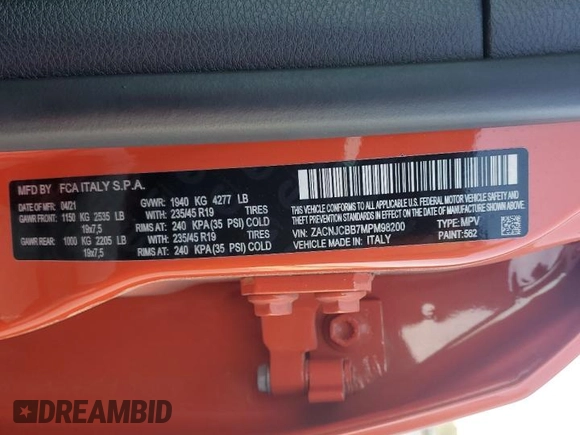 MFD BY FCA ITALY S.P.A.
DATE OF MFR: 04/21 GVWR: 1940 KG 4277 LB
GAWR FRONT: 1150 KG 2535 LB WITH: 235/45 R19 TIRES
19x7,5 RIMS AT: 240 KPA (35 PSI) COLD
GAWR REAR: 1000 KG 2205 LB WITH: 235/45 R19 TIRES
19x7,5 RIMS AT: 240 KPA (35 PSI) COLD
THIS VEHICLE CONFORMS TO ALL APPLICABLE U.S. FEDERAL MOTOR VEHICLE SAFETY, BUMPER, AND
THEFT PREVENTION STANDARDS IN EFFECT ON THE DATE OF MANUFACTURE SHOWN ABOVE.
VIN: ZACNJCBB7MPM98200 TYPE: MPV
MADE IN: ITALY PAINT: 582
DREAMBID